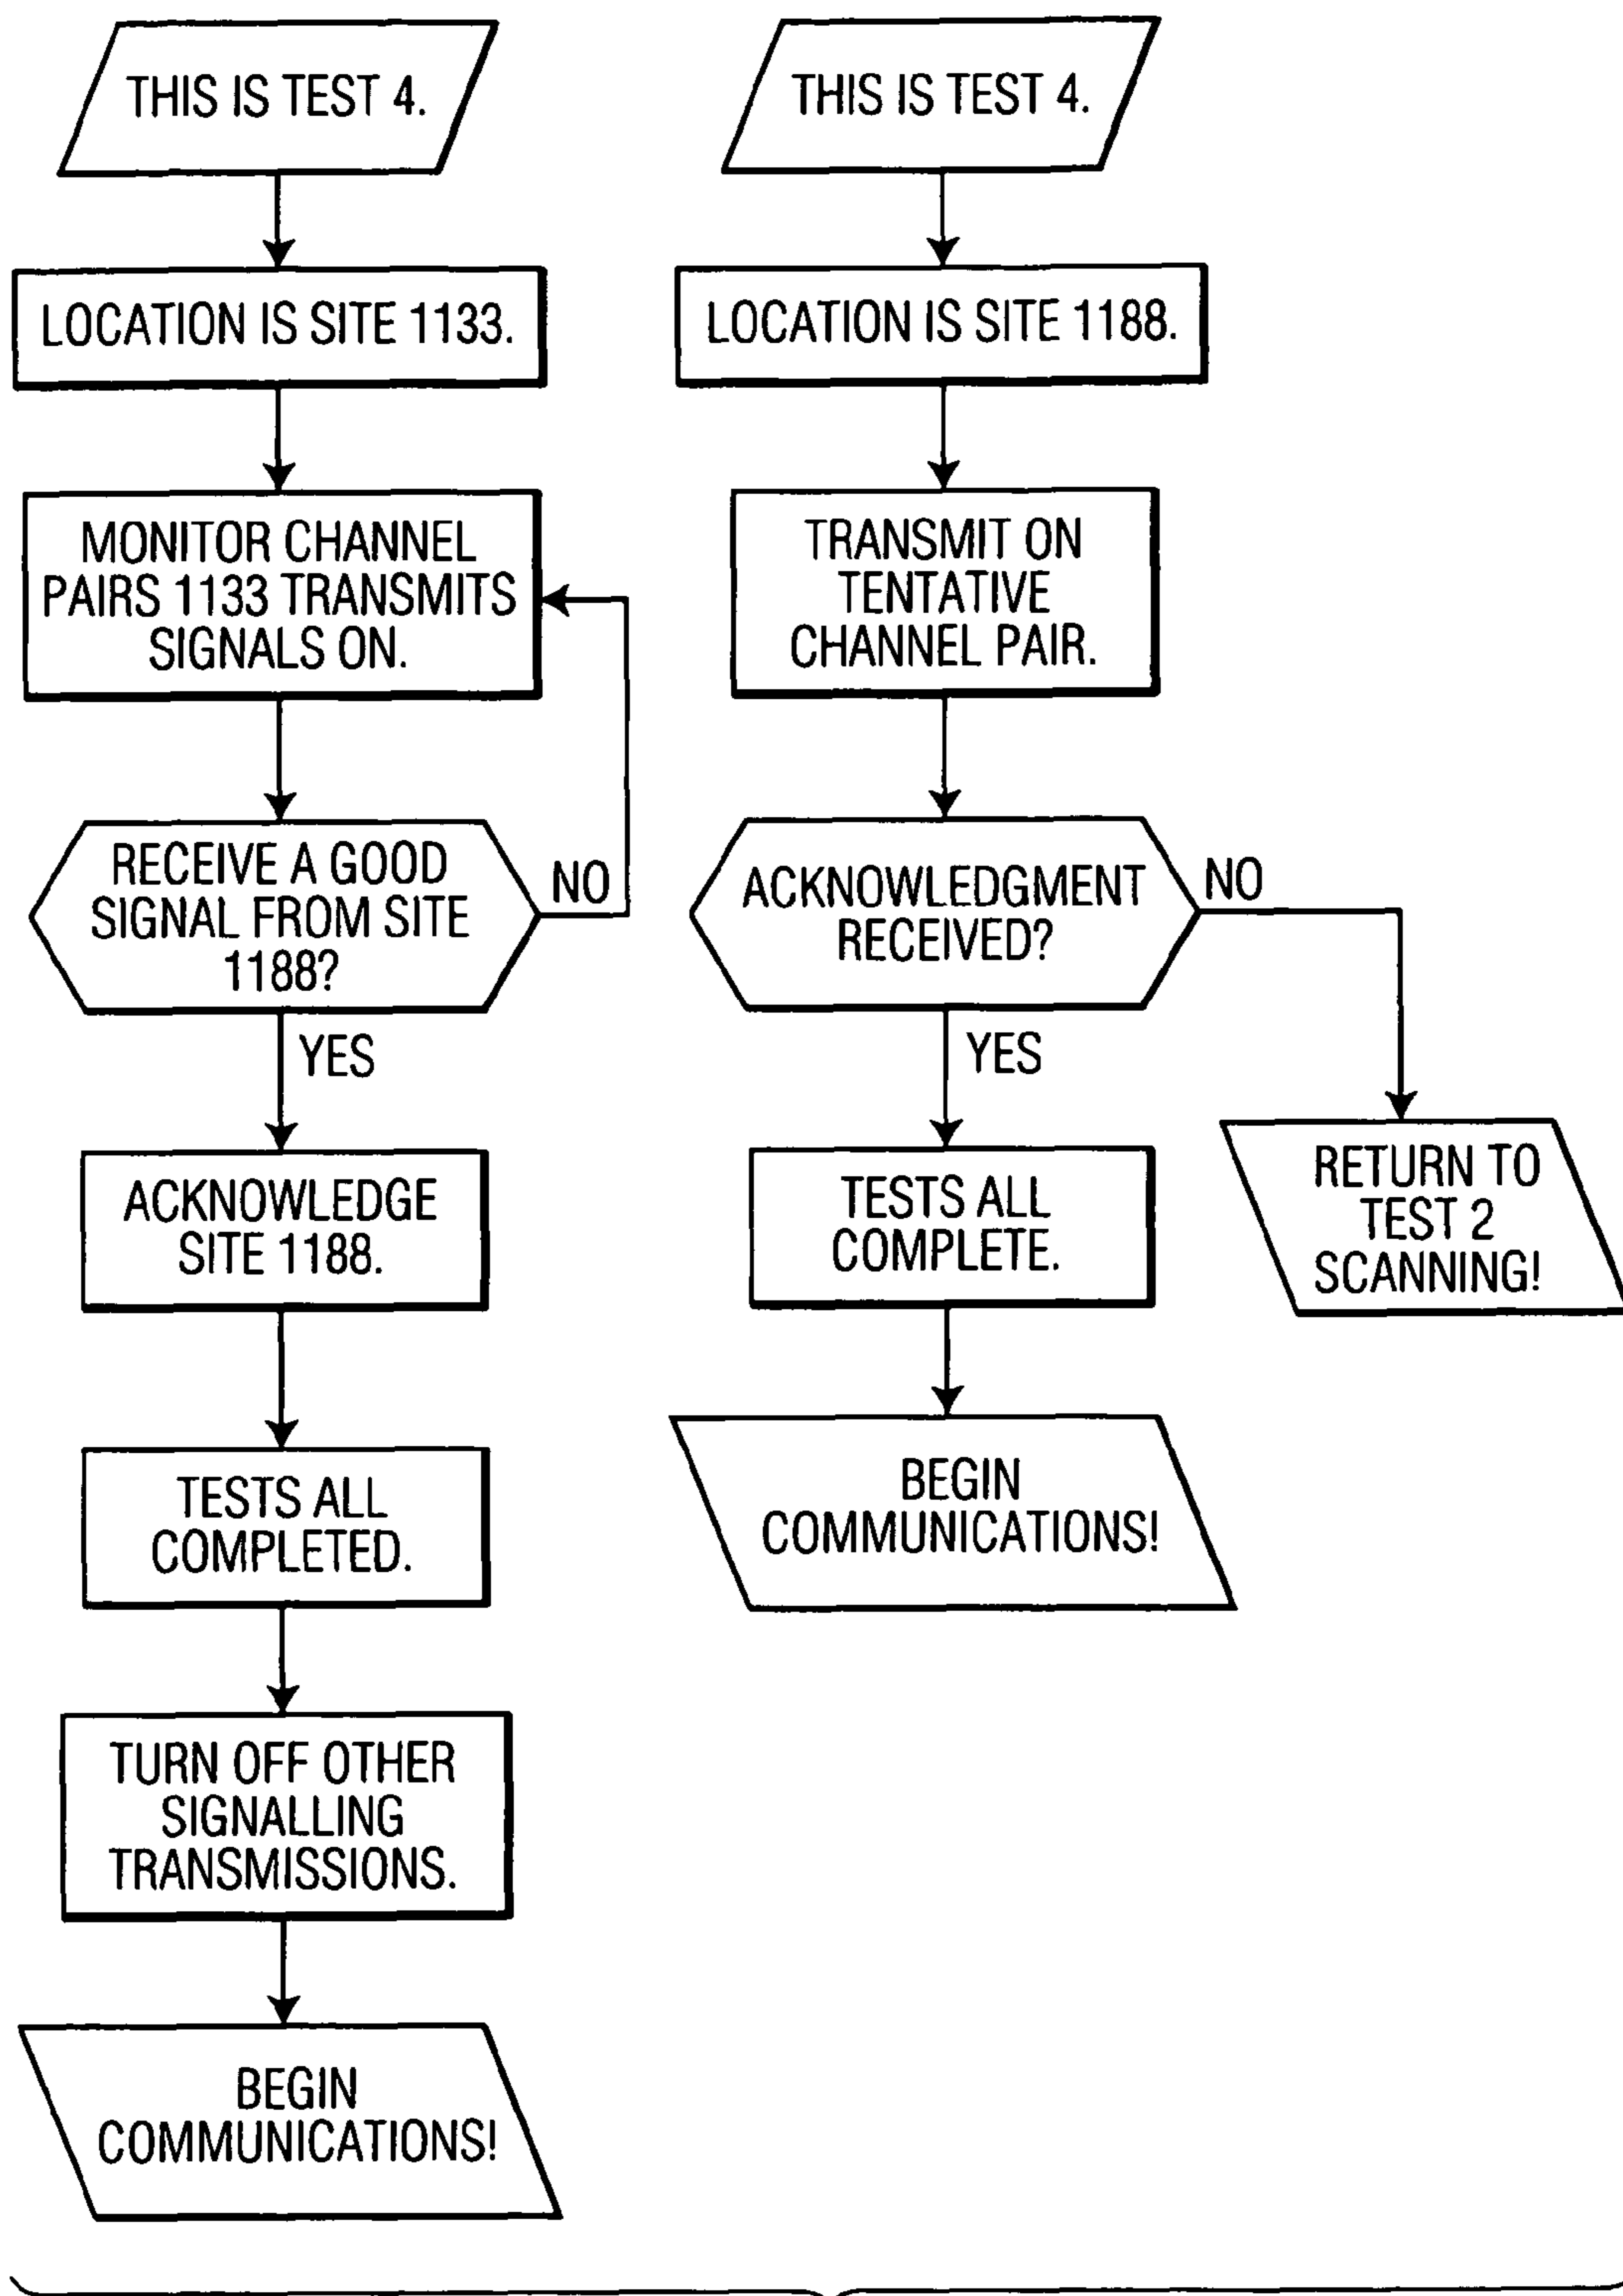 THIS IS TEST 4.
LOCATION IS SITE 1133.
MONITOR CHANNEL
PAIRS 1133 TRANSMITS
SIGNALS ON.
RECEIVE A GOOD
SIGNAL FROM SITE
1188?
NO
YES
ACKNOWLEDGE
SITE 1188.
TESTS ALL
COMPLETED.
TURN OFF OTHER
SIGNALLING
TRANSMISSIONS.
BEGIN
COMMUNICATIONS!
THIS IS TEST 4.
LOCATION IS SITE 1188.
TRANSMIT ON
TENTATIVE
CHANNEL PAIR.
ACKNOWLEDGMENT
RECEIVED?
NO
YES
TESTS ALL
COMPLETE.
BEGIN
COMMUNICATIONS!
RETURN TO
TEST 2
SCANNING!